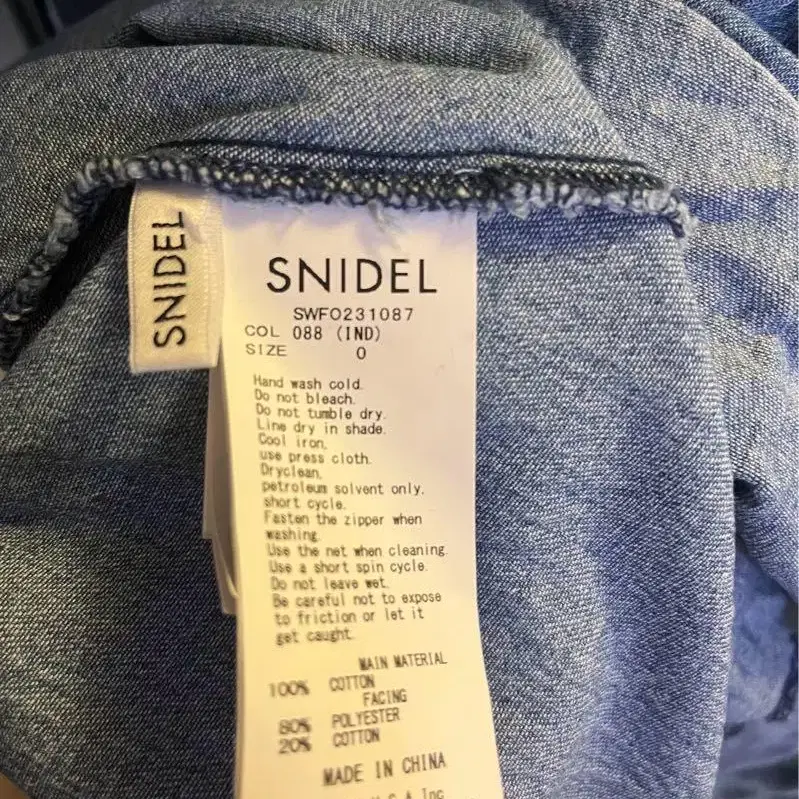 SNIDEL
SNIDEL
SWFO231087
COL 088 (IND)
SIZE 0
Hand wash cold.
Do not bleach.
Do not tumble dry.
Line dry in shade.
Cool iron,
use press cloth.
Dryclean,
petroleum solvent only.
short cycle.
Fasten the zipper when
washing.
Use the net when cleaning.
Use a short spin cycle.
Do not leave wet.
Be careful not to expose
to friction or let it
get caught.
MAIN MATERIAL
100% COTTON
FACING
80% POLYESTER
20% COTTON
MADE IN CHINA
Inc